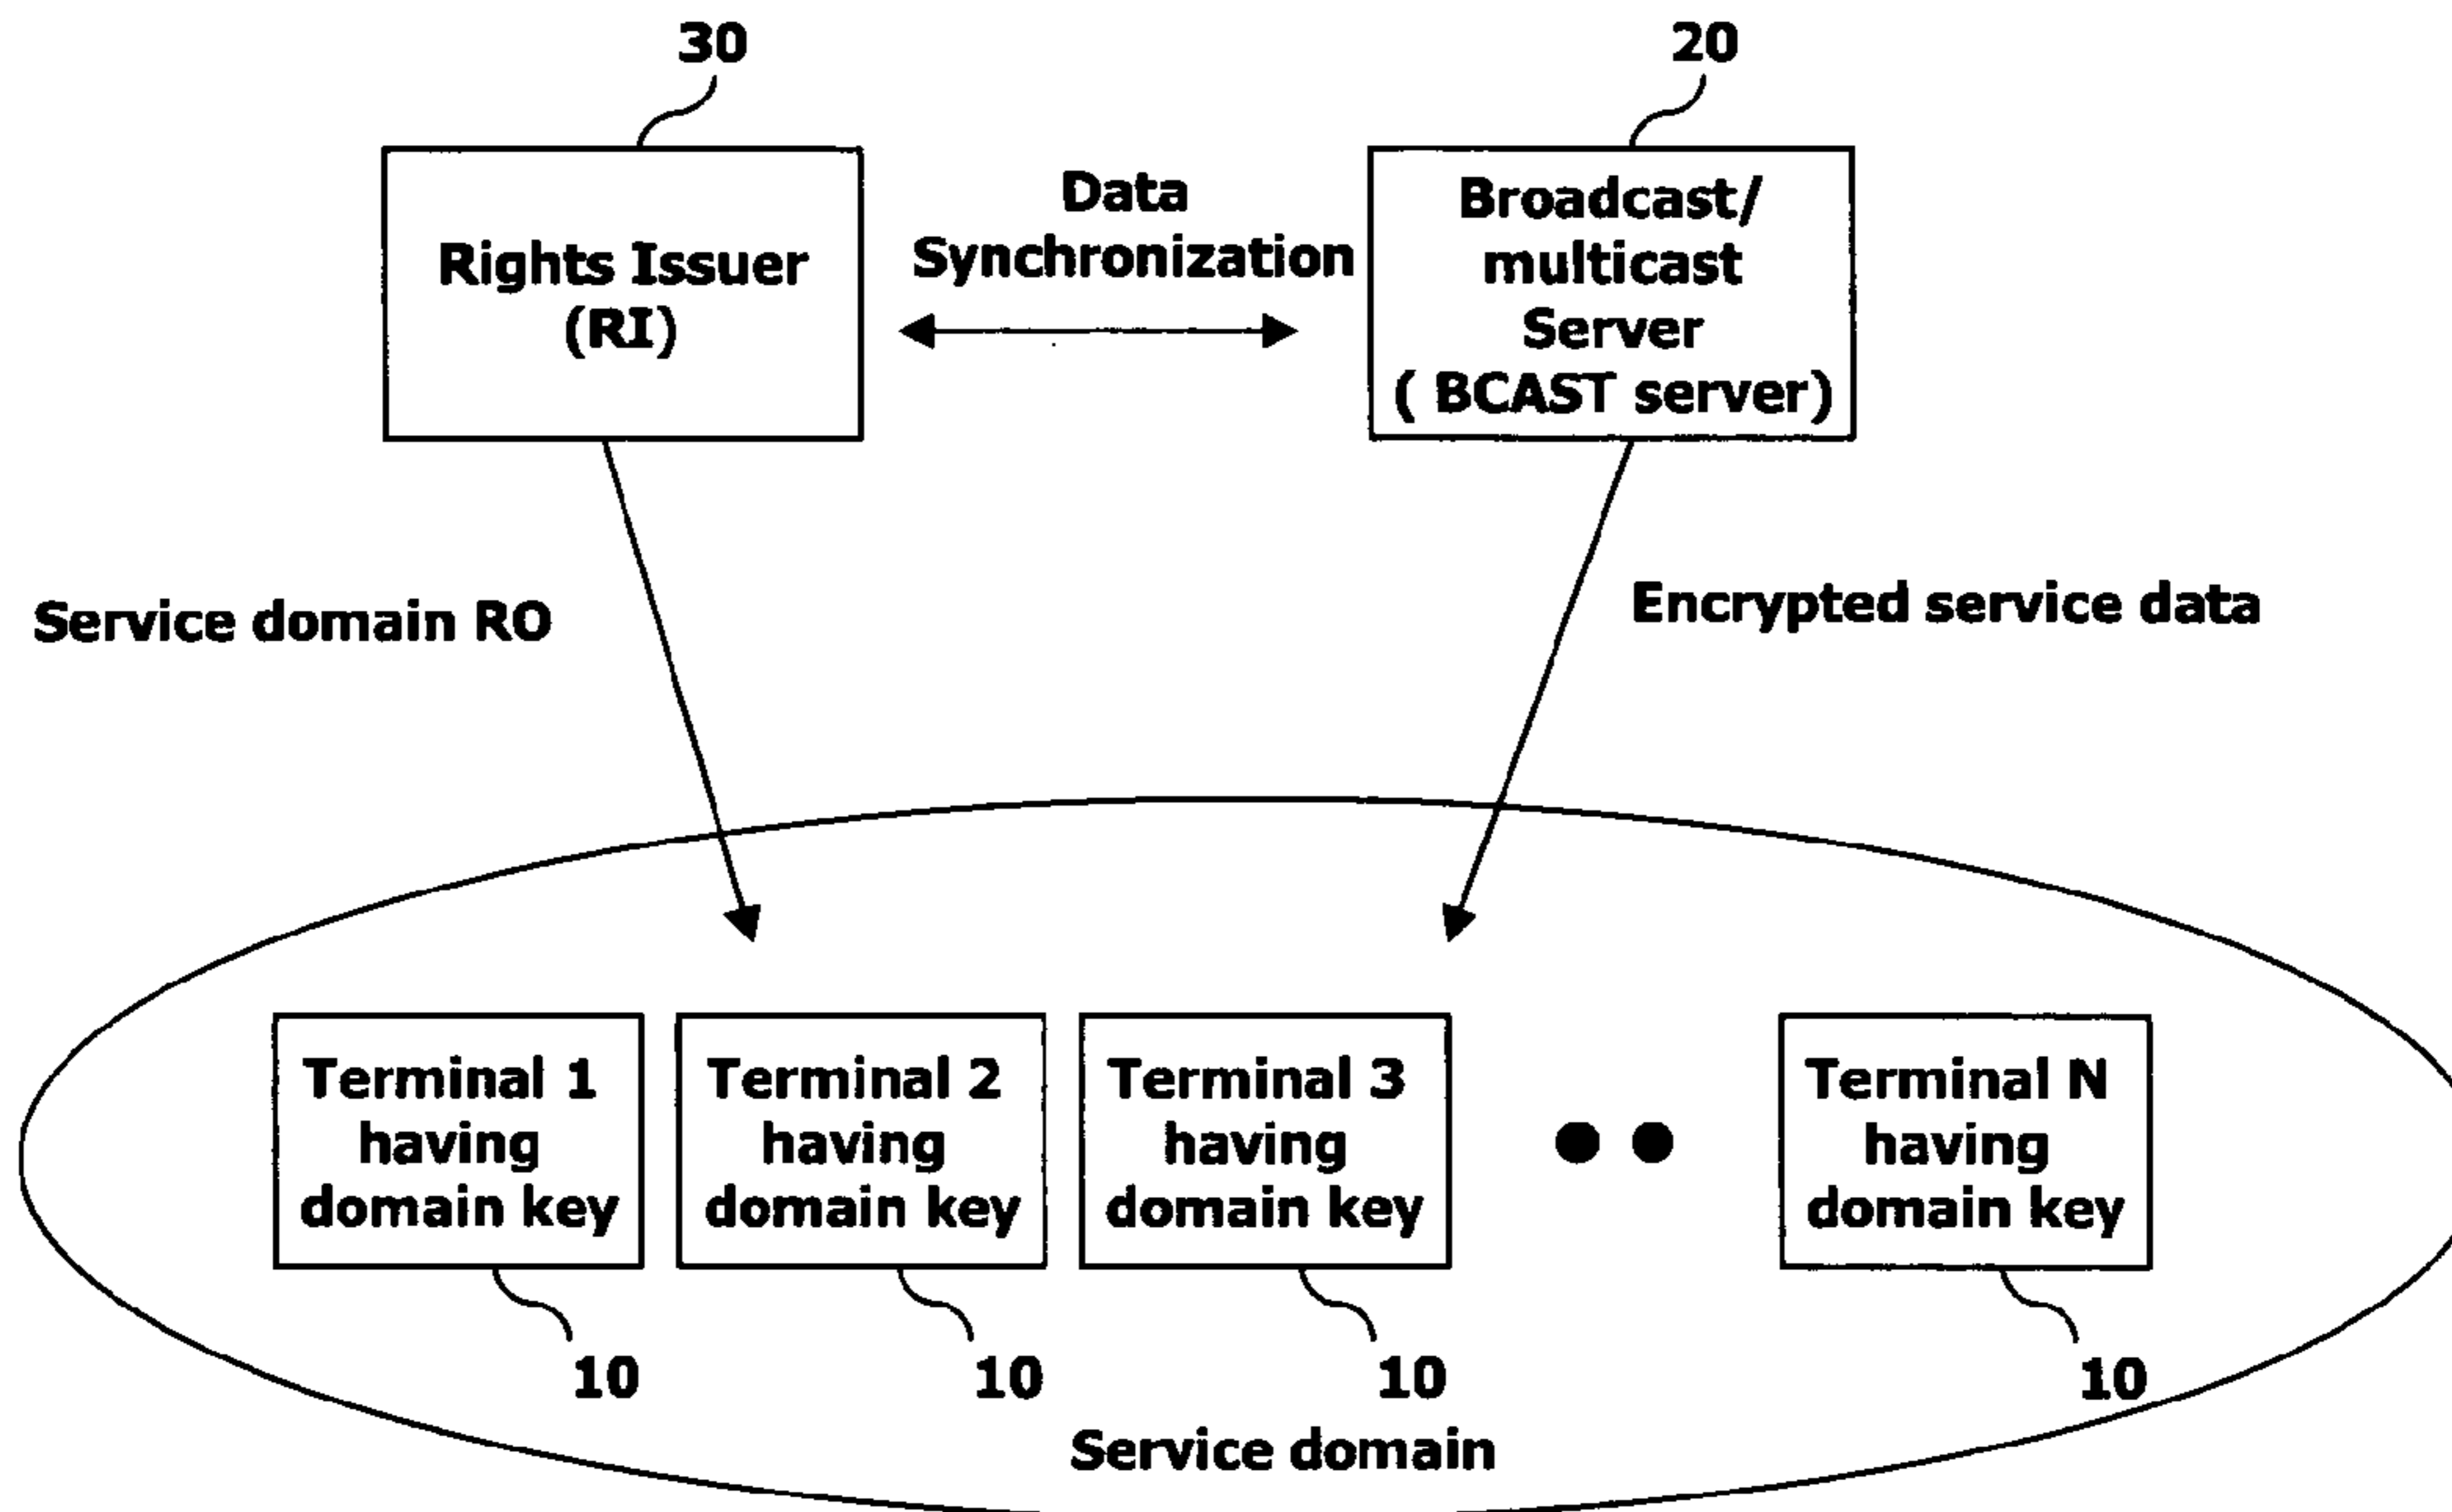 30
20
Rights Issuer
(RI)
Data
Synchronization
Broadcast/
multicast
Server
( BCAST server)
Service domain RO
Encrypted service data
Terminal 1
having
domain key
Terminal 2
having
domain key
Terminal 3
having
domain key
Terminal N
having
domain key
10
10
10
10
Service domain